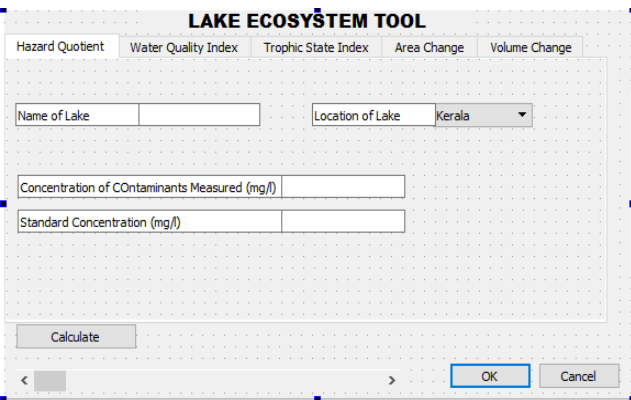 LAKE ECOSYSTEM TOOL
Hazard Quotient Water Quality Index Trophic State Index Area Change Volume Change
Name of Lake Location of Lake Kerala
Concentration of COntaminants Measured (mg/l)
Standard Concentration (mg/l)
Calculate
OK Cancel